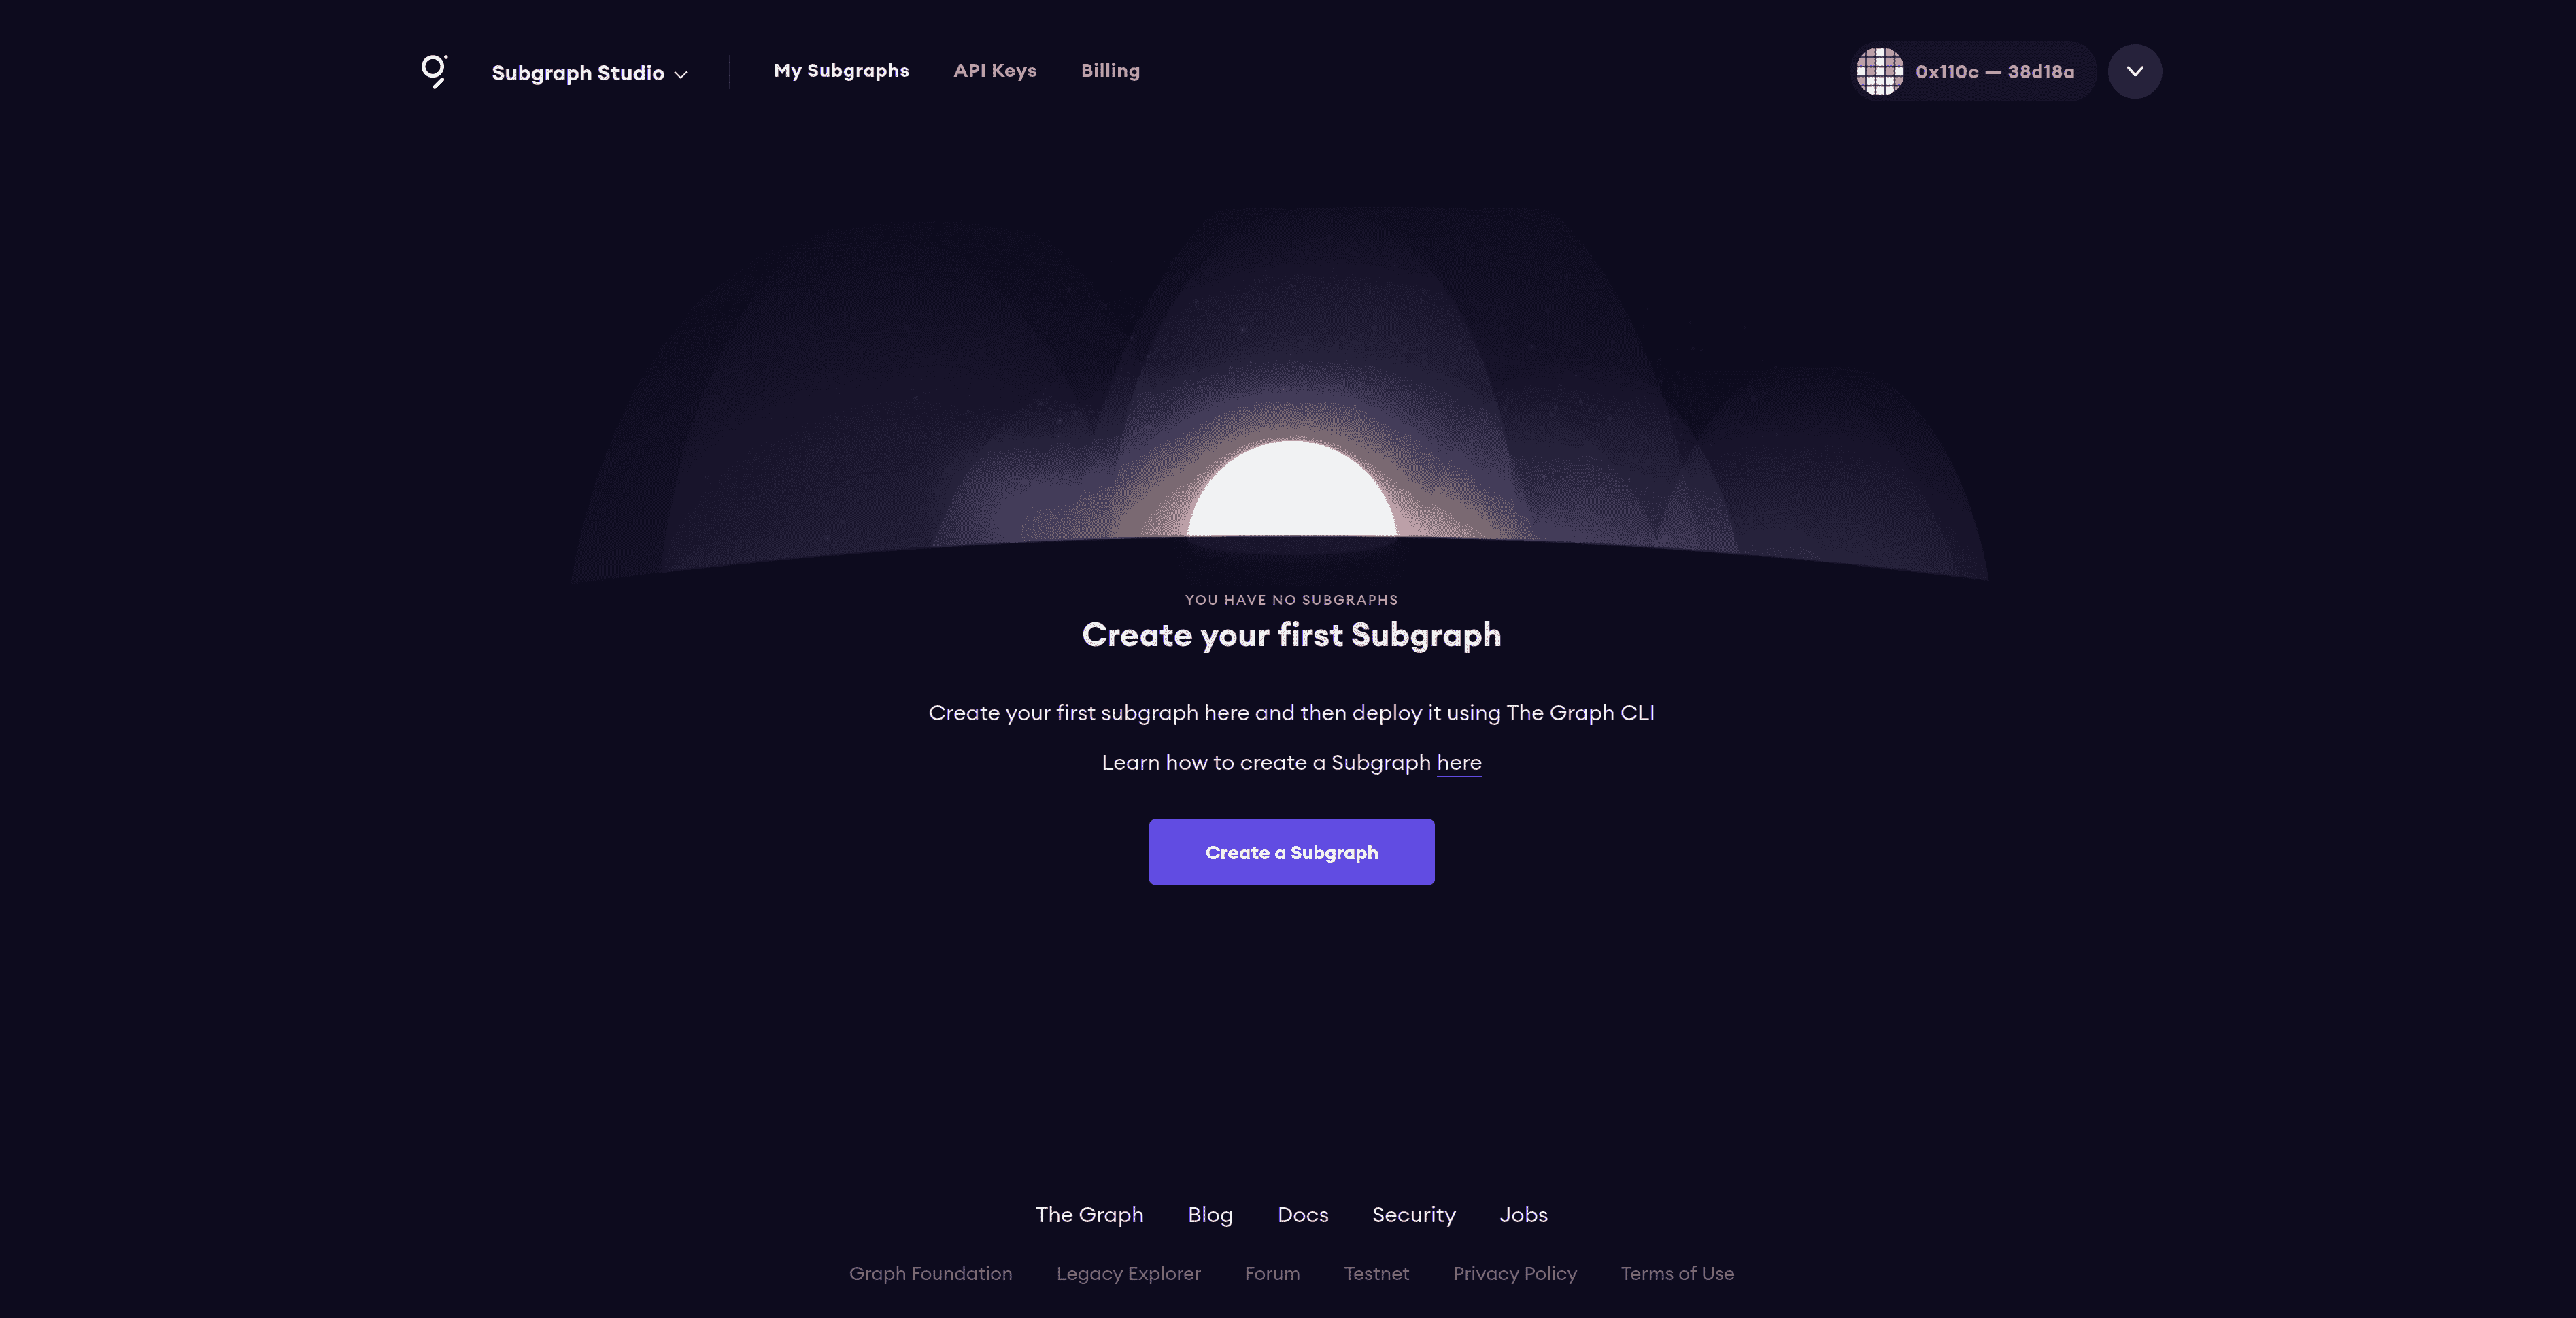 Subgraph Studio
My Subgraphs
API Keys
Billing
0x110c — 38d18a
YOU HAVE NO SUBGRAPHS
Create your first Subgraph
Create your first subgraph here and then deploy it using The Graph CLI
Learn how to create a Subgraph here
Create a Subgraph
The Graph Blog Docs Security Jobs
Graph Foundation Legacy Explorer Forum Testnet Privacy Policy Terms of Use